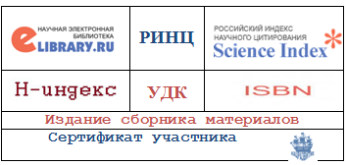 НАУЧНАЯ ЭЛЕКТРОННАЯ
БИБЛИОТЕКА
eLIBRARY.RU
РИНЦ
РОССИЙСКИЙ ИНДЕКС
НАУЧНОГО ЦИТИРОВАНИЯ
Science Index
Н-индекс
УДК
ISBN
Издание сборника материалов
Сертификат участника